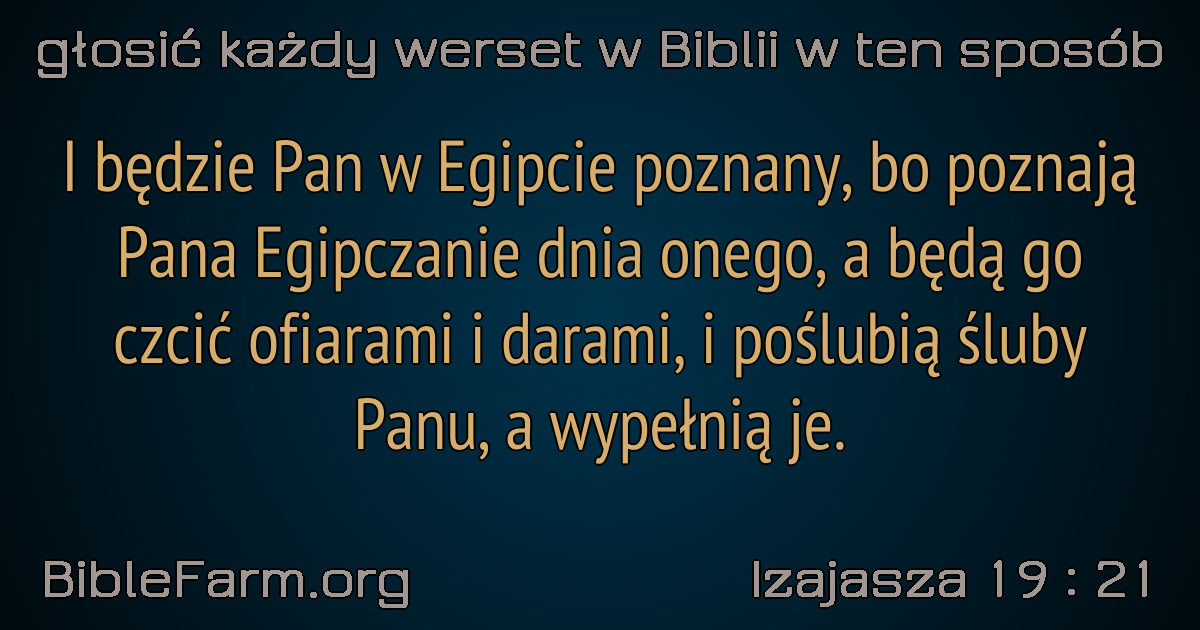 głosić każdy werset w Biblii w ten sposób
I będzie Pan w Egipcie poznany, bo poznają
Pana Egipczanie dnia onego, a będą go
czcić ofiarami i darami, i poślubią śluby
Panu, a wypełnią je.
BibleFarm.org
Izajasza 19 : 21